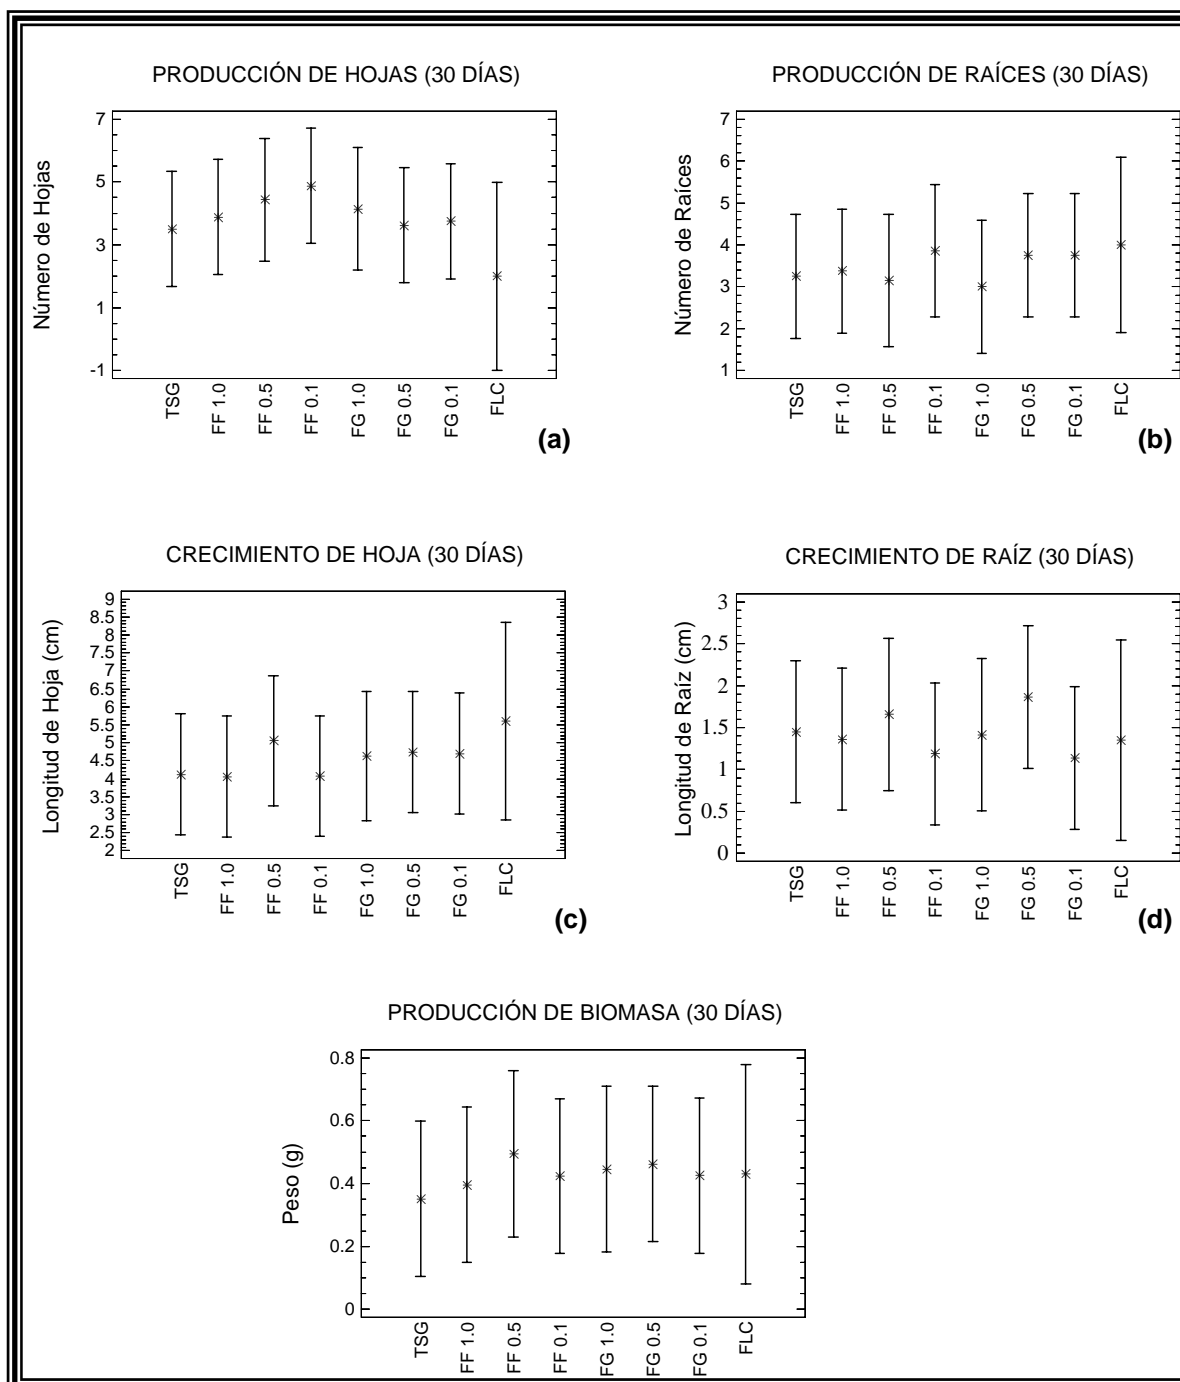 PRODUCCIÓN DE HOJAS (30 DÍAS)
Número de Hojas
7
5
3
1
-1
TSG
FF 1.0
FF 0.5
FF 0.1
FG 1.0
FG 0.5
FG 0.1
FLC
(a)
PRODUCCIÓN DE RAÍCES (30 DÍAS)
Número de Raíces
7
6
5
4
3
2
1
TSG
FF 1.0
FF 0.5
FF 0.1
FG 1.0
FG 0.5
FG 0.1
FLC
(b)
CRECIMIENTO DE HOJA (30 DÍAS)
Longitud de Hoja (cm)
9
8.5
8
7.5
7
6.5
6
5.5
5
4.5
4
3.5
3
2.5
2
TSG
FF 1.0
FF 0.5
FF 0.1
FG 1.0
FG 0.5
FG 0.1
FLC
(c)
CRECIMIENTO DE RAÍZ (30 DÍAS)
Longitud de Raíz (cm)
3
2.5
2
1.5
1
0.5
0
TSG
FF 1.0
FF 0.5
FF 0.1
FG 1.0
FG 0.5
FG 0.1
FLC
(d)
PRODUCCIÓN DE BIOMASA (30 DÍAS)
Peso (g)
0.8
0.6
0.4
0.2
0
TSG
FF 1.0
FF 0.5
FF 0.1
FG 1.0
FG 0.5
FG 0.1
FLC